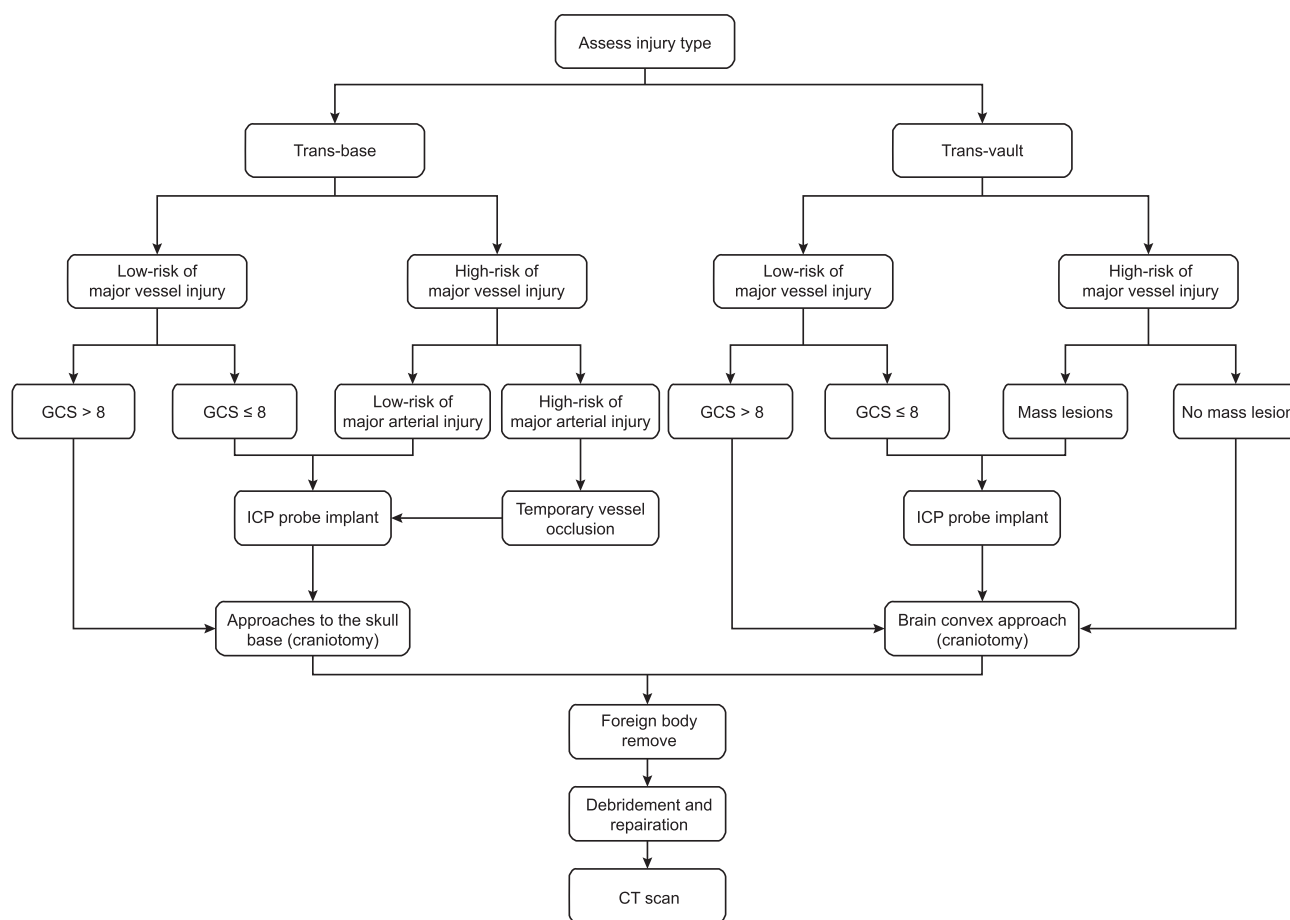 Assess injury type
Trans-base
Trans-vault
Low-risk of
major vessel injury
High-risk of
major vessel injury
Low-risk of
major vessel injury
High-risk of
major vessel injury
GCS > 8
GCS ≤ 8
Low-risk of
major arterial injury
High-risk of
major arterial injury
GCS > 8
GCS ≤ 8
Mass lesions
No mass lesion
ICP probe implant
Temporary vessel
occlusion
ICP probe implant
Approaches to the skull
base (craniotomy)
Brain convex approach
(craniotomy)
Foreign body
remove
Debridement and
repairation
CT scan